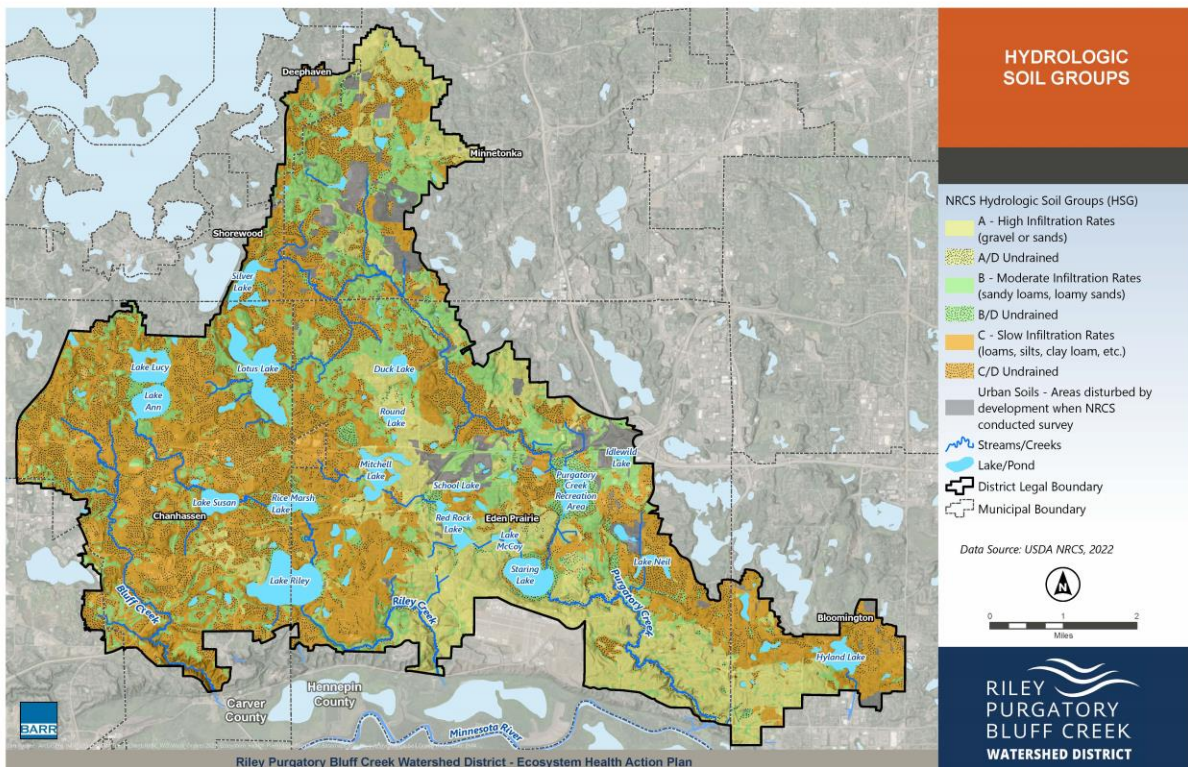 HYDROLOGIC
SOIL GROUPS
NRCS Hydrologic Soil Groups (HSG)
A - High Infiltration Rates
(gravel or sands)
A/D Undrained
B - Moderate Infiltration Rates
(sandy loams, loamy sands)
B/D Undrained
C - Slow Infiltration Rates
(loams, silts, clay loam, etc.)
C/D Undrained
Urban Soils - Areas disturbed by
development when NRCS
conducted survey
Streams/Creeks
Lake/Pond
District Legal Boundary
Municipal Boundary
Data Source: USDA NRCS, 2022
N
0 1 2
Miles
RILEY
PURGATORY
BLUFF CREEK
WATERSHED DISTRICT
Deephaven
Minnetonka
Shorewood
Silver
Lake
Lake Lucy
Lotus Lake
Duck Lake
Lake
Ann
Round
Lake
Mitchell
Lake
Idlewild
Lake
School Lake
Purgatory
Creek
Recreation
Area
Lake Susan
Rice Marsh
Lake
Chanhassen
Red Rock
Lake
Eden Prairie
Lake
McCoy
Lake Neil
Staring
Lake
Lake Riley
Bluff Creek
Riley Creek
Purgatory Creek
Bloomington
Hyland Lake
Carver
County
Hennepin
County
Minnesota River
BARR
Riley Purgatory Bluff Creek Watershed District - Ecosystem Health Action Plan